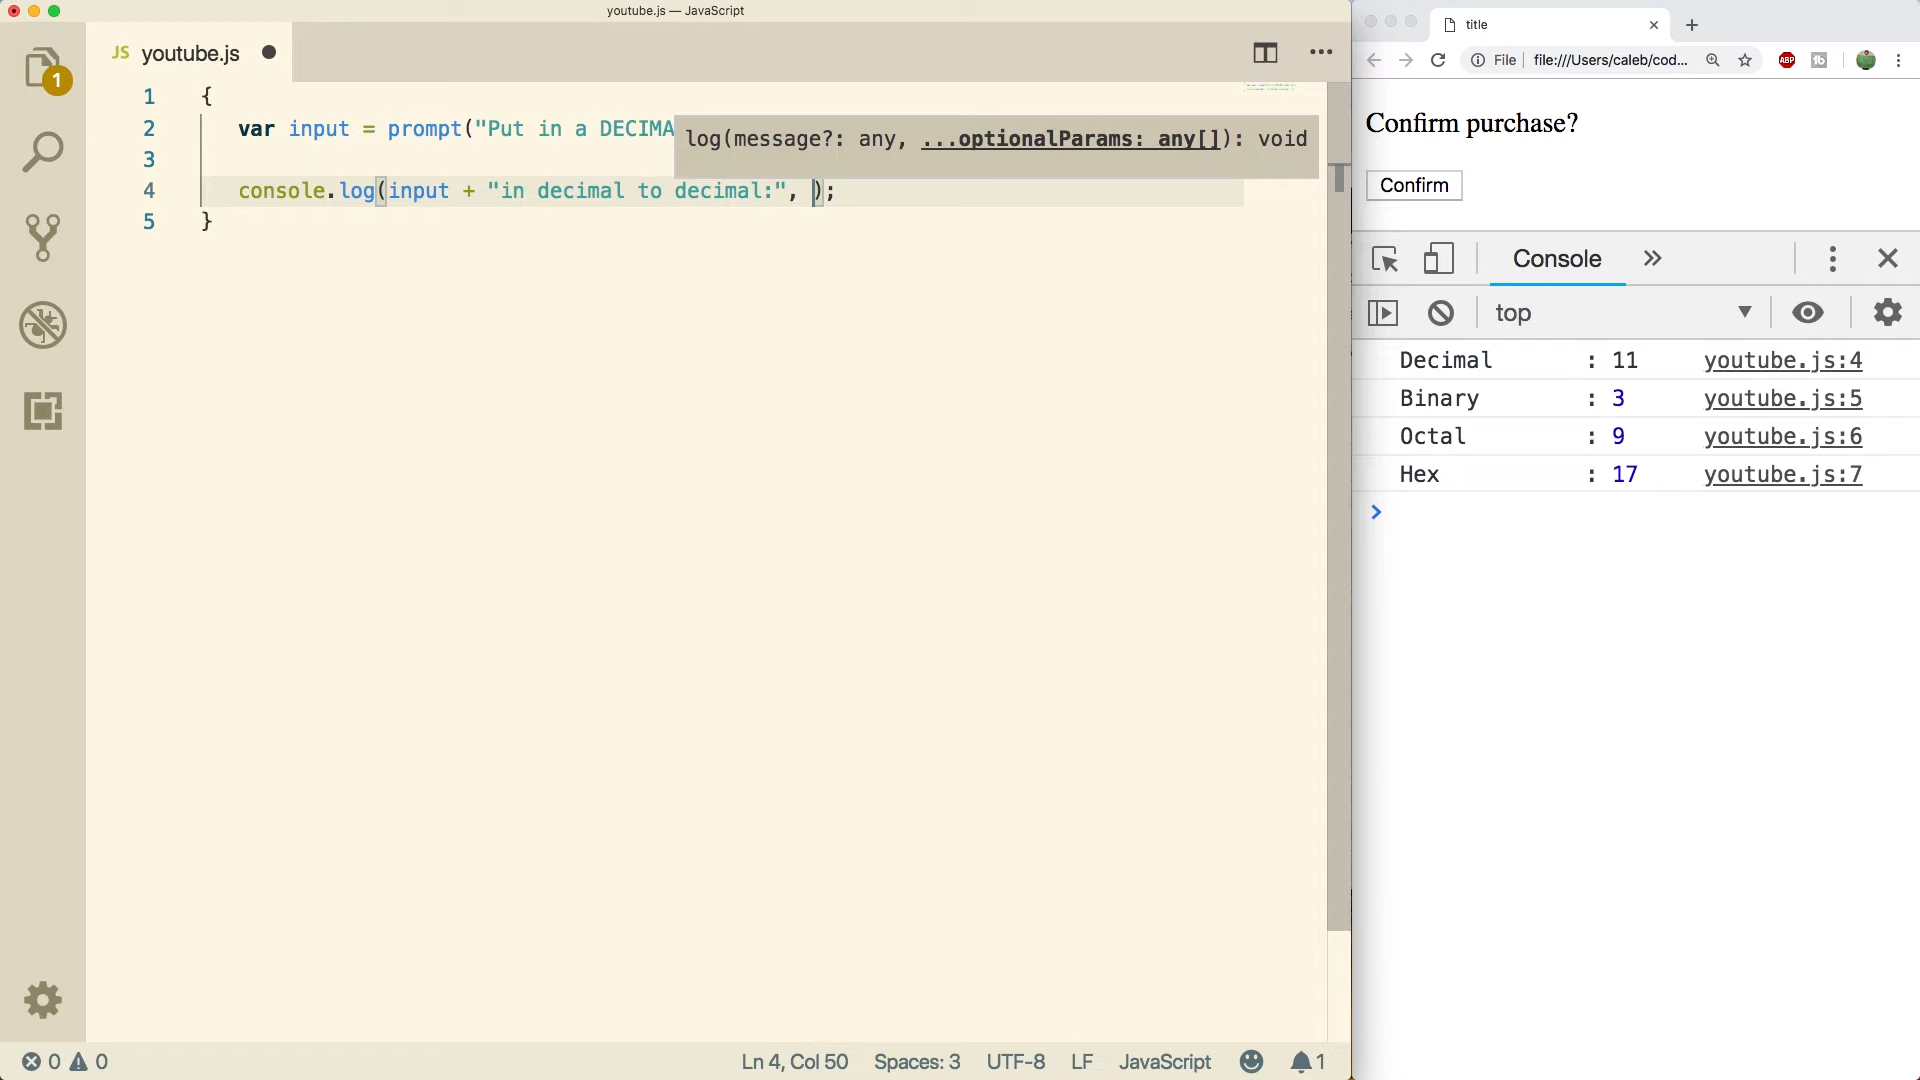 youtube.js — JavaScript
JS youtube.js
1
1 {
2 var input = prompt("Put in a DECIMA
log(message?: any, ...optionalParams: any[]): void
3
4 console.log(input + "in decimal to decimal:", );
5 }
0 0
Ln 4, Col 50 Spaces: 3 UTF-8 LF JavaScript 1
title
File file:///Users/caleb/cod...
ABP
Confirm purchase?
Confirm
Console
top
Decimal : 11 youtube.js:4
Binary : 3 youtube.js:5
Octal : 9 youtube.js:6
Hex : 17 youtube.js:7